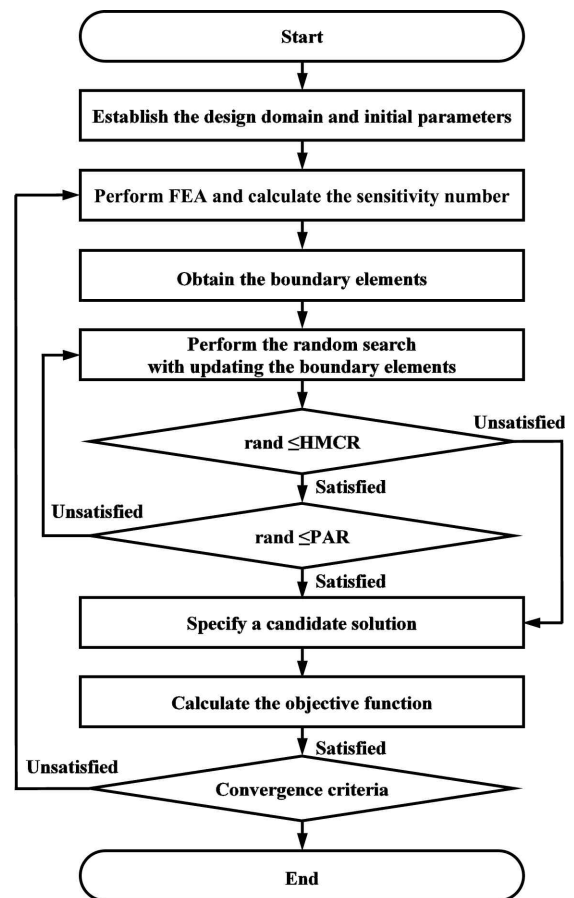 Start
Establish the design domain and initial parameters
Perform FEA and calculate the sensitivity number
Obtain the boundary elements
Perform the random search
with updating the boundary elements
Unsatisfied
rand ≤HMCR
Satisfied
Unsatisfied
rand ≤PAR
Satisfied
Specify a candidate solution
Calculate the objective function
Satisfied
Unsatisfied
Convergence criteria
End